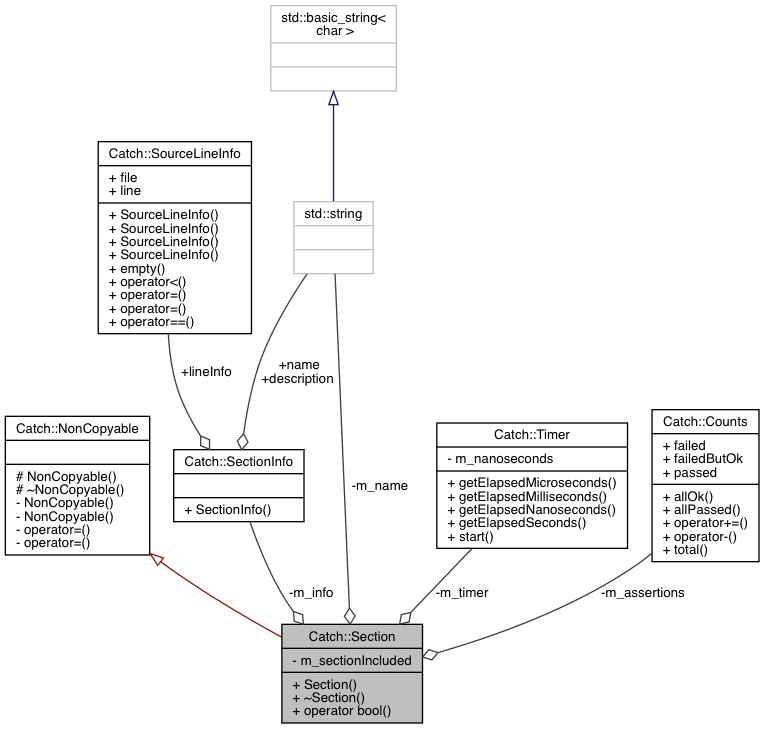 std::basic_string<
char >
Catch::SourceLineInfo
+ file
+ line
+ SourceLineInfo()
+ SourceLineInfo()
+ SourceLineInfo()
+ SourceLineInfo()
+ empty()
+ operator<()
+ operator=()
+ operator=()
+ operator==()
std::string
+lineInfo
+name
+description
Catch::NonCopyable
# NonCopyable()
# ~NonCopyable()
- NonCopyable()
- NonCopyable()
- operator=()
- operator=()
Catch::SectionInfo
+ SectionInfo()
-m_name
Catch::Timer
- m_nanoseconds
+ getElapsedMicroseconds()
+ getElapsedMilliseconds()
+ getElapsedNanoseconds()
+ getElapsedSeconds()
+ start()
Catch::Counts
+ failed
+ failedButOk
+ passed
+ allOk()
+ allPassed()
+ operator+=()
+ operator-()
+ total()
-m_info
-m_timer
-m_assertions
Catch::Section
- m_sectionIncluded
+ Section()
+ ~Section()
+ operator bool()